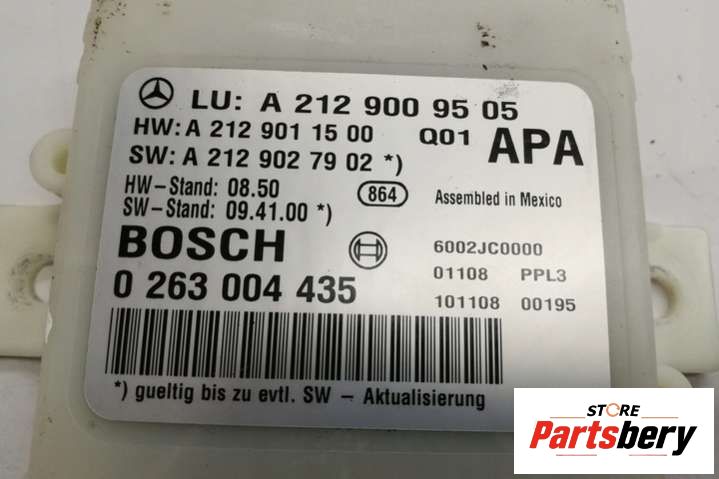 LU: A 212 900 95 05
HW: A 212 901 15 00 Q01 APA
SW: A 212 902 79 02 *)
HW-Stand: 08.50 864 Assembled in Mexico
SW-Stand: 09.41.00 *)
BOSCH 6002JC0000
0 263 004 435 01108 PPL3
101108 00195
*) gueltig bis zu evtl. SW - Aktualisierung
STORE
Partsbery